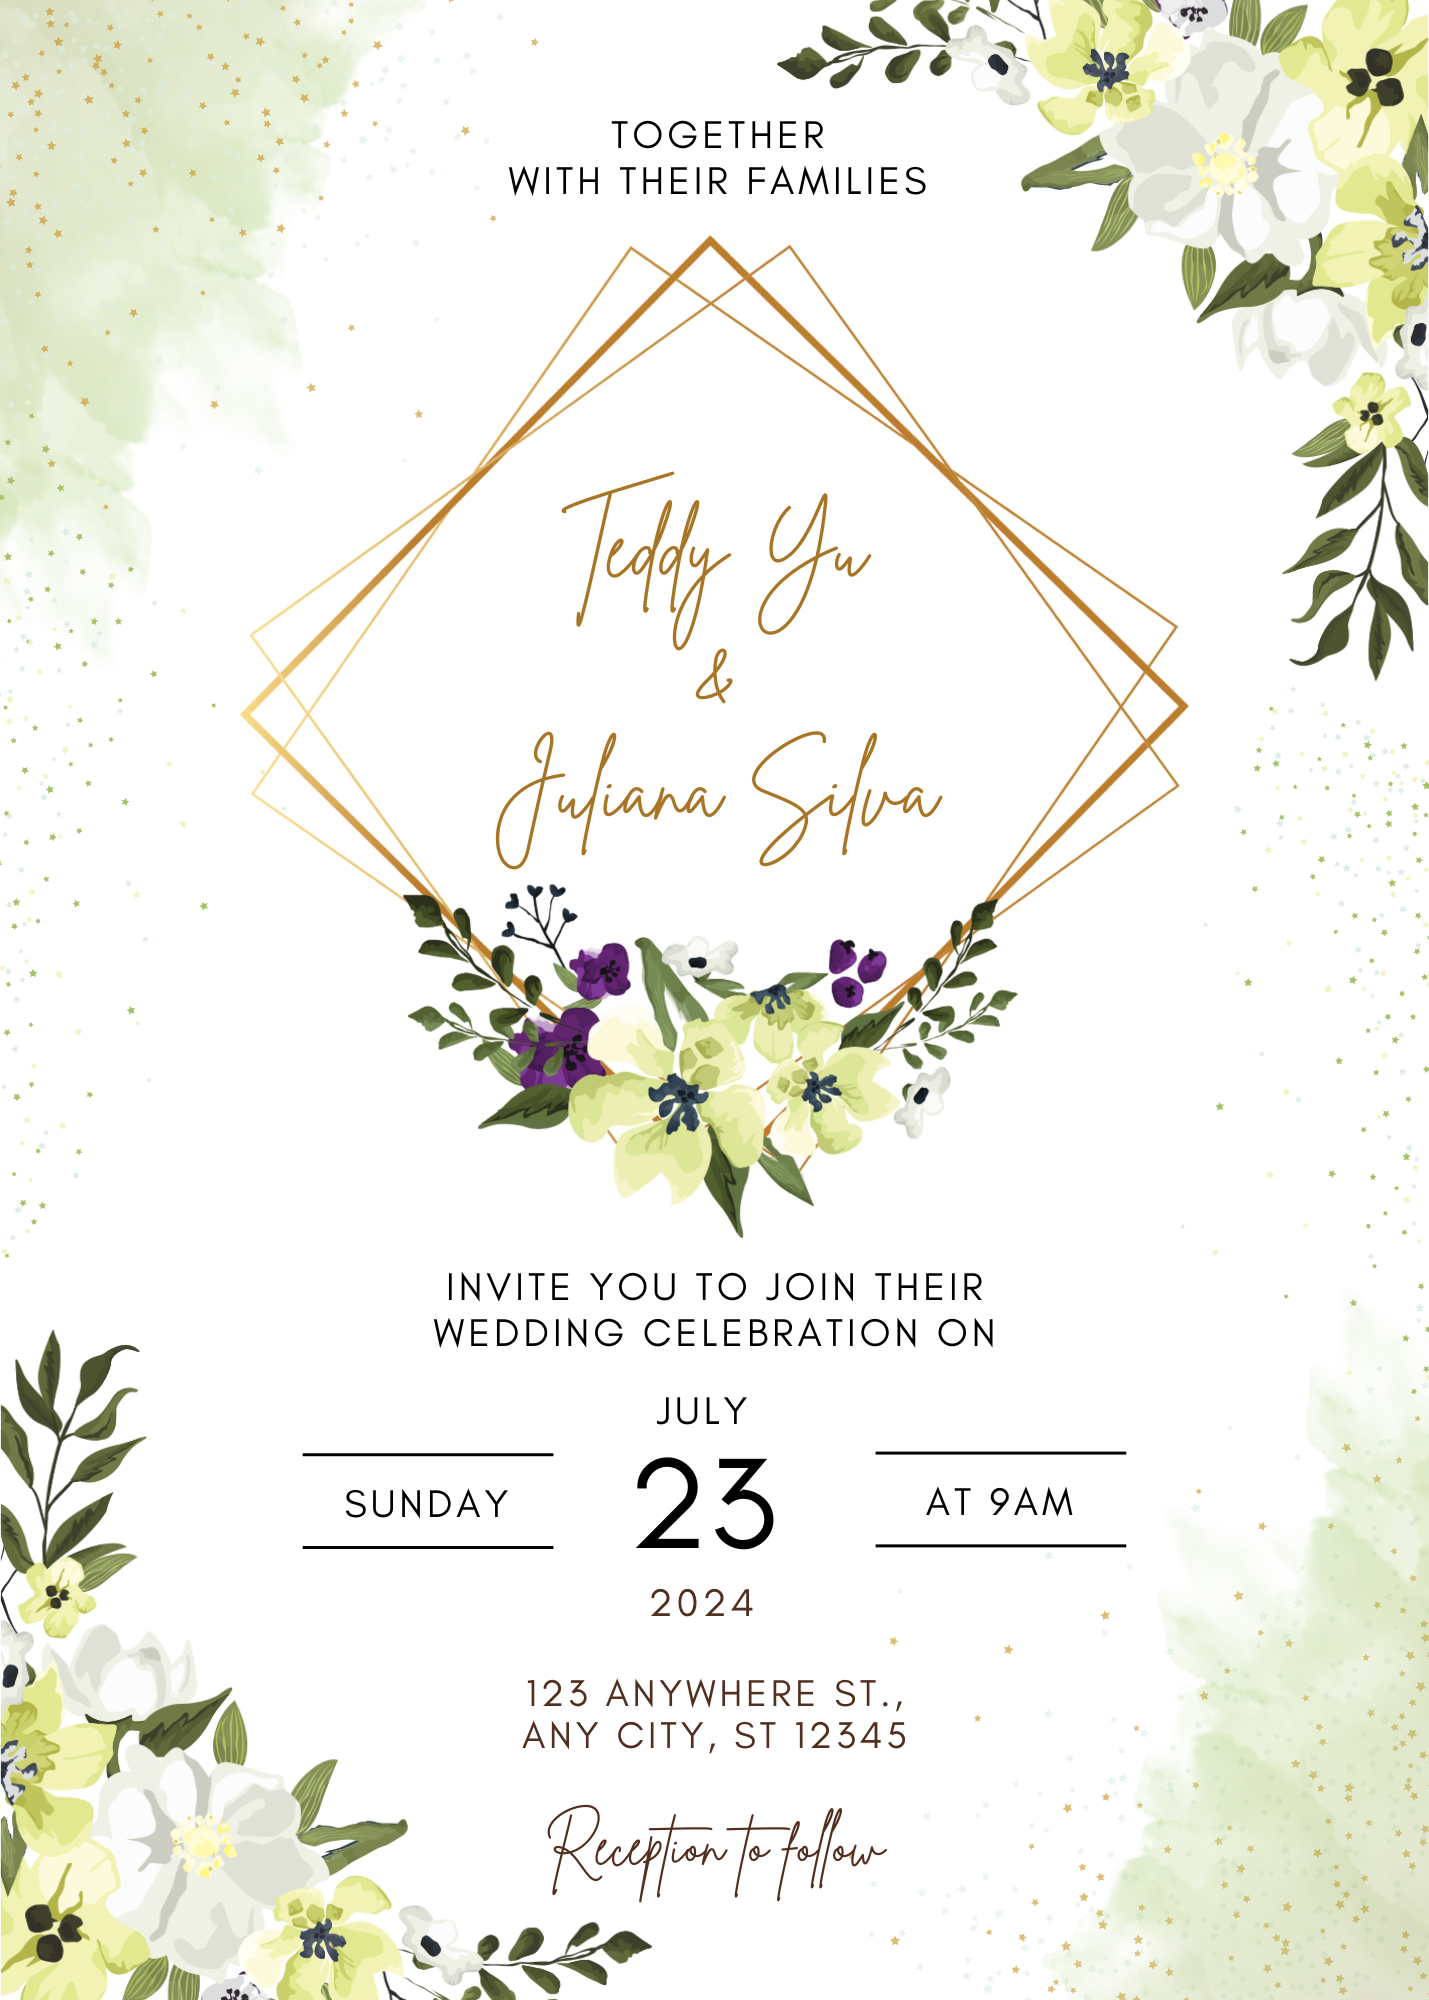 TOGETHER
WITH THEIR FAMILIES
Teddy Yu
&
Juliana Silva
INVITE YOU TO JOIN THEIR
WEDDING CELEBRATION ON
JULY
SUNDAY
23
AT 9AM
2024
123 ANYWHERE ST.,
ANY CITY, ST 12345
Reception to follow